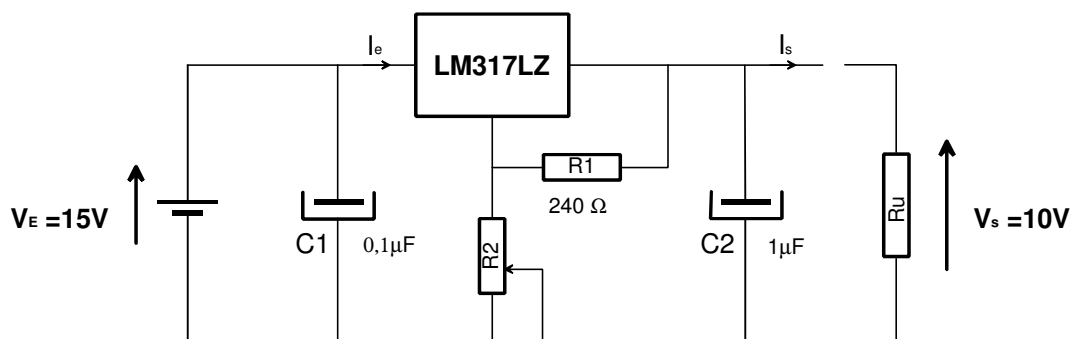 Ie
LM317LZ
Is
R1
240 Ω
VE =15V
C1
0,1µF
R2
C2
1µF
Ru
Vs =10V